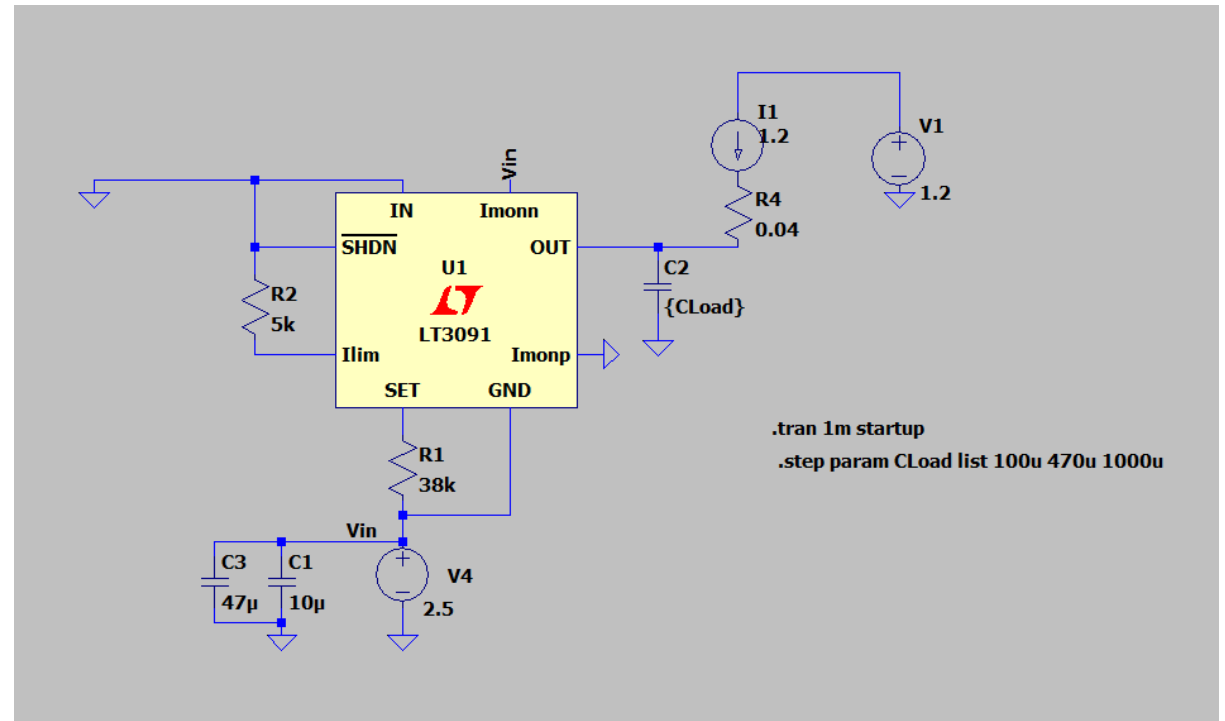 I1
1.2
V1
1.2
R4
0.04
Vin
IN
Imonn
SHDN
OUT
U1
LT3091
C2
{CLoad}
R2
5k
Ilim
Imonp
SET
GND
R1
38k
.tran 1m startup
.step param CLoad list 100u 470u 1000u
Vin
C3
47µ
C1
10µ
V4
2.5